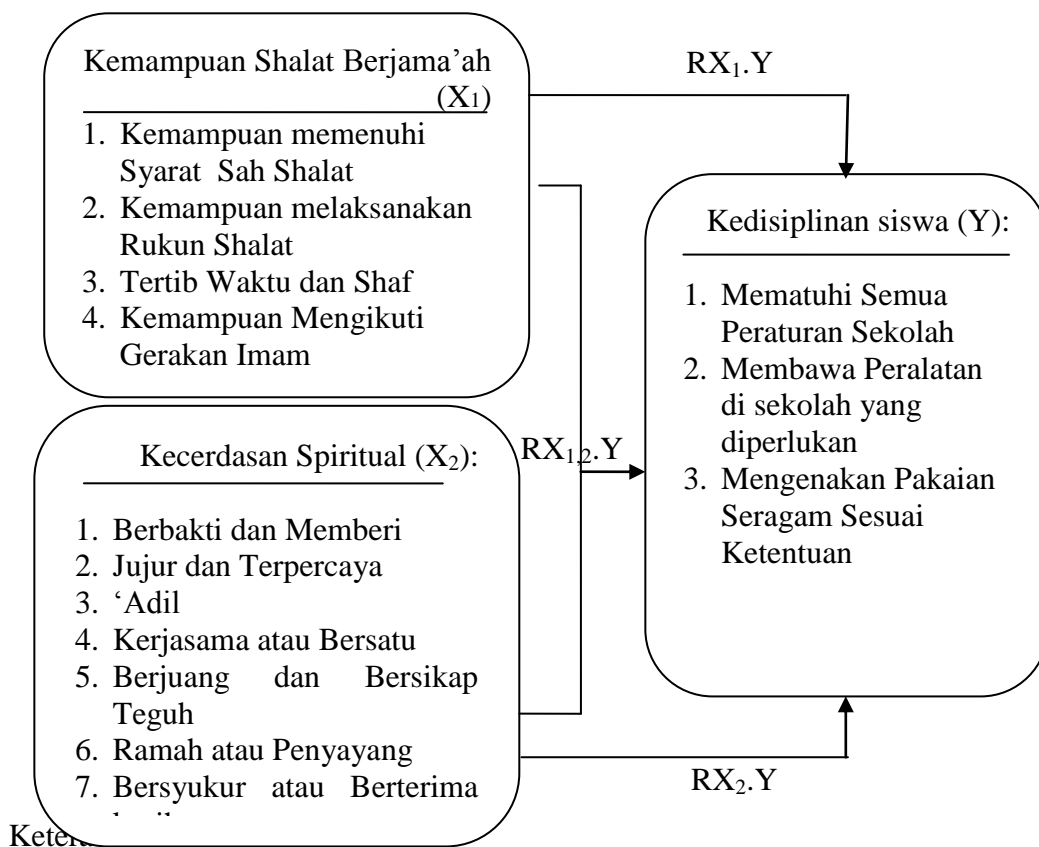 Kemampuan Shalat Berjama’ah
(X1)
1. Kemampuan memenuhi
Syarat Sah Shalat
2. Kemampuan melaksanakan
Rukun Shalat
3. Tertib Waktu dan Shaf
4. Kemampuan Mengikuti
Gerakan Imam
RX1.Y
Kecerdasan Spiritual (X2):
1. Berbakti dan Memberi
2. Jujur dan Terpercaya
3. ‘Adil
4. Kerjasama atau Bersatu
5. Berjuang dan Bersikap
Teguh
6. Ramah atau Penyayang
7. Bersyukur atau Berterima
RX1,2.Y
Kedisiplinan siswa (Y):
1. Mematuhi Semua
Peraturan Sekolah
2. Membawa Peralatan
di sekolah yang
diperlukan
3. Mengenakan Pakaian
Seragam Sesuai
Ketentuan
RX2.Y